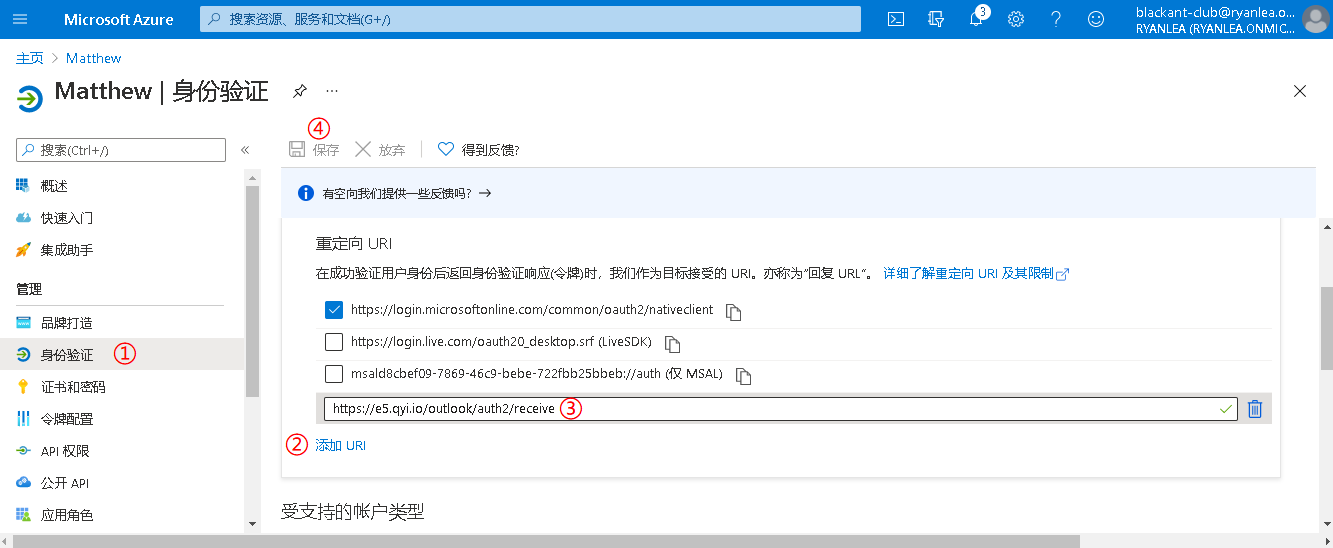 Microsoft Azure
搜索资源、服务和文档(G+/)
3
blackant-club@ryanlea.o...
RYANLEA (RYANLEA.ONMIC...
主页 > Matthew
Matthew | 身份验证
...
④
搜索(Ctrl+/)
«
保存
放弃
得到反馈?
概述
快速入门
集成助手
管理
品牌打造
身份验证 ①
证书和密码
令牌配置
API 权限
公开 API
应用角色
有空向我们提供一些反馈吗? →
重定向 URI
在成功验证用户身份后返回身份验证响应(令牌)时，我们作为目标接受的 URI。亦称为“回复 URL”。 详细了解重定向 URI 及其限制
https://login.microsoftonline.com/common/oauth2/nativeclient
https://login.live.com/oauth20_desktop.srf (LiveSDK)
msald8cbef09-7869-46c9-bebe-722fbb25bbeb://auth (仅 MSAL)
https://e5.qyi.io/outlook/auth2/receive ③
② 添加 URI
受支持的帐户类型